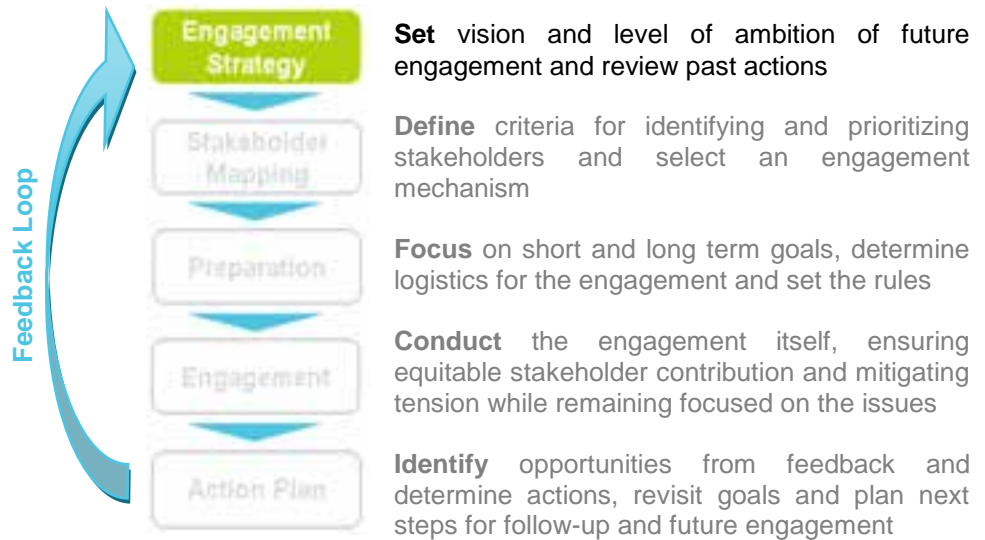 Engagement
Strategy
Set vision and level of ambition of future
engagement and review past actions
Stakeholder
Mapping
Define criteria for identifying and prioritizing
stakeholders and select an engagement
mechanism
Preparation
Focus on short and long term goals, determine
logistics for the engagement and set the rules
Engagement
Conduct the engagement itself, ensuring
equitable stakeholder contribution and mitigating
tension while remaining focused on the issues
Action Plan
Identify opportunities from feedback and
determine actions, revisit goals and plan next
steps for follow-up and future engagement
Feedback Loop